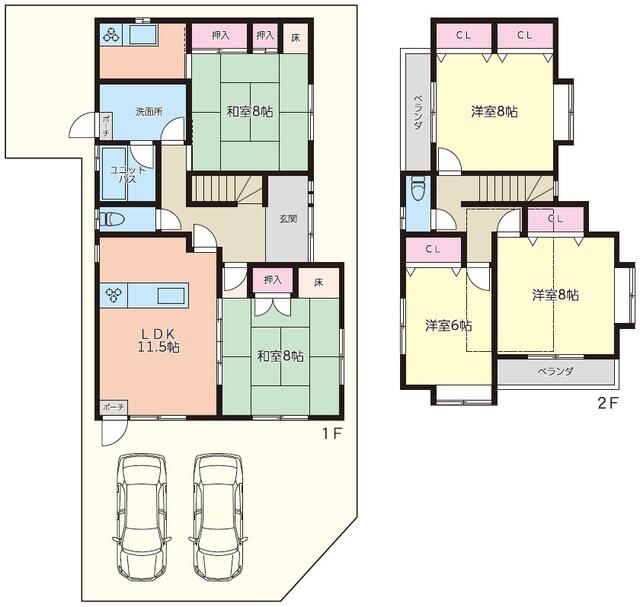 押入
押入
床
洗面所
和室8帖
ポーチ
ユニット
バス
玄関
押入
床
LDK
11.5帖
和室8帖
ポーチ
1F
CL
CL
洋室8帖
ベランダ
CL
CL
洋室8帖
洋室6帖
ベランダ
2F